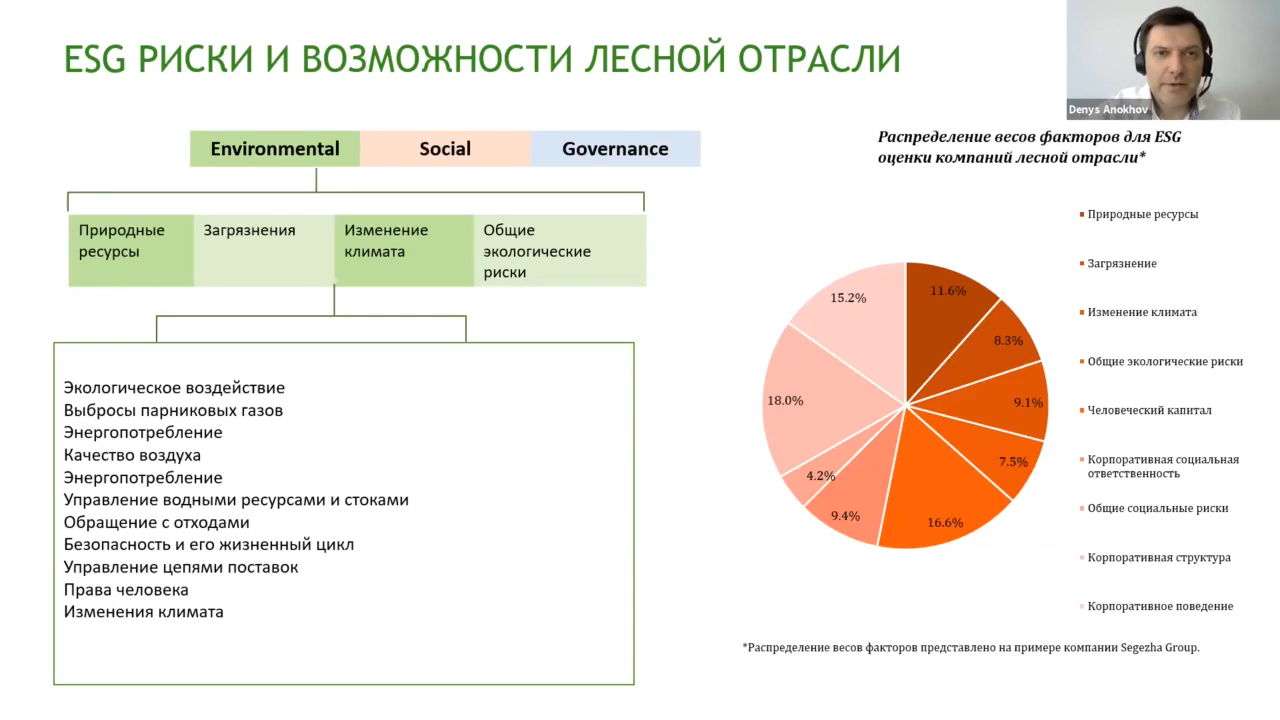 ESG РИСКИ И ВОЗМОЖНОСТИ ЛЕСНОЙ ОТРАСЛИ
Denys Anokhov
Environmental
Social
Governance
Природные
ресурсы
Загрязнения
Изменение
климата
Общие
экологические
риски
Экологическое воздействие
Выбросы парниковых газов
Энергопотребление
Качество воздуха
Энергопотребление
Управление водными ресурсами и стоками
Обращение с отходами
Безопасность и его жизненный цикл
Управление цепями поставок
Права человека
Изменения климата
Распределение весов факторов для ESG
оценки компаний лесной отрасли*
11.6%
8.3%
9.1%
7.5%
16.6%
9.4%
4.2%
18.0%
15.2%
Природные ресурсы
Загрязнение
Изменение климата
Общие экологические риски
Человеческий капитал
Корпоративная социальная
ответственность
Общие социальные риски
Корпоративная структура
Корпоративное поведение
*Распределение весов факторов представлено на примере компании Segezha Group.